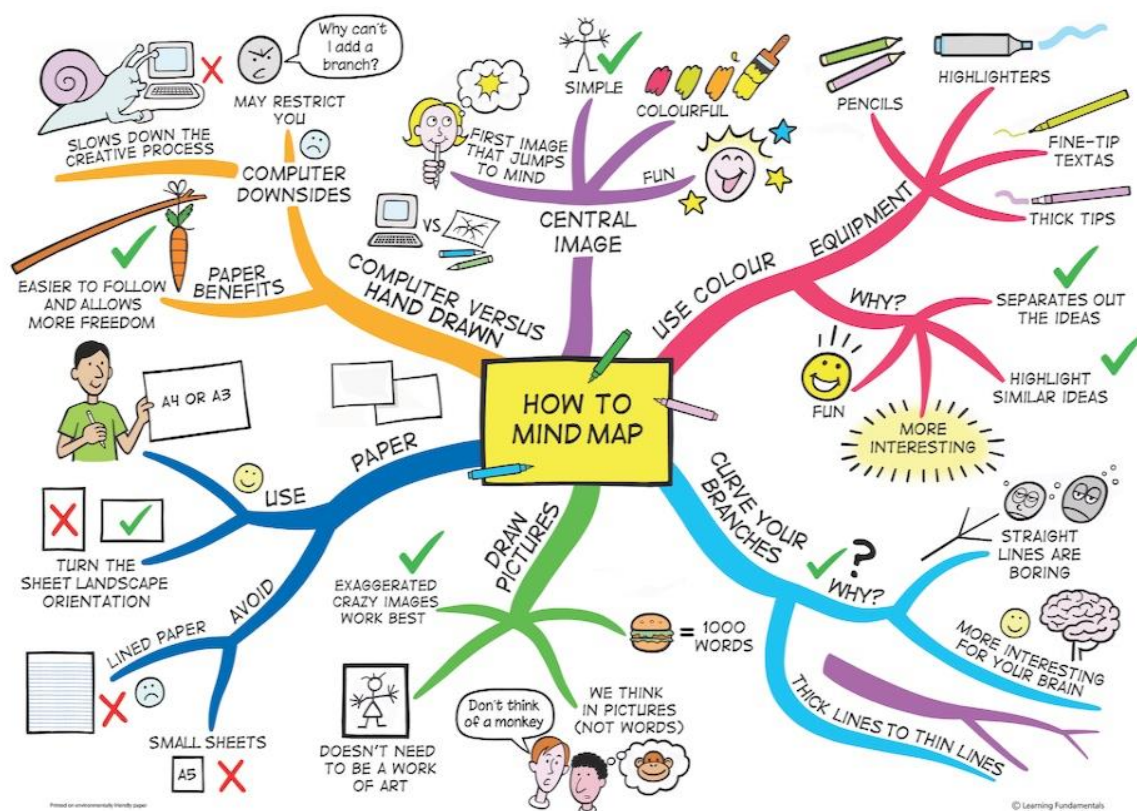 HOW TO
MIND MAP
CENTRAL
IMAGE
FIRST IMAGE
THAT JUMPS
TO MIND
SIMPLE
COLOURFUL
FUN
USE COLOUR
EQUIPMENT
PENCILS
HIGHLIGHTERS
FINE-TIP
TEXTAS
THICK TIPS
WHY?
SEPARATES OUT
THE IDEAS
HIGHLIGHT
SIMILAR IDEAS
MORE
INTERESTING
FUN
CURVE YOUR
BRANCHES
?
WHY?
STRAIGHT
LINES ARE
BORING
MORE INTERESTING
FOR YOUR BRAIN
THICK LINES TO THIN LINES
DRAW
PICTURES
= 1000
WORDS
WE THINK
IN PICTURES
(NOT WORDS)
Don't think
of a monkey
DOESN'T NEED
TO BE A WORK
OF ART
EXAGGERATED
CRAZY IMAGES
WORK BEST
PAPER
USE
A4 OR A3
TURN THE
SHEET LANDSCAPE
ORIENTATION
AVOID
LINED PAPER
SMALL SHEETS
A5
COMPUTER VERSUS
HAND DRAWN
VS
PAPER
BENEFITS
EASIER TO FOLLOW
AND ALLOWS
MORE FREEDOM
COMPUTER
DOWNSIDES
SLOWS DOWN THE
CREATIVE PROCESS
MAY RESTRICT
YOU
Why can't
I add a
branch?
Printed on environmentally friendly paper
© Learning Fundamentals